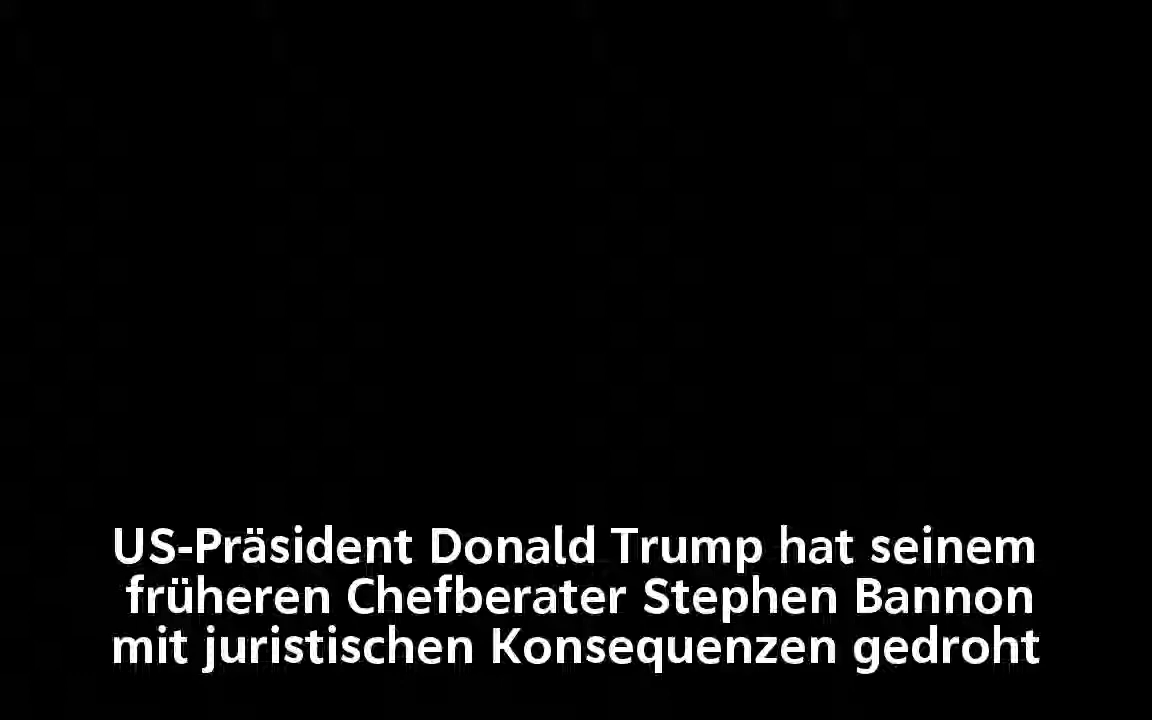 US-Präsident Donald Trump hat seinem
früheren Chefberater Stephen Bannon
mit juristischen Konsequenzen gedroht